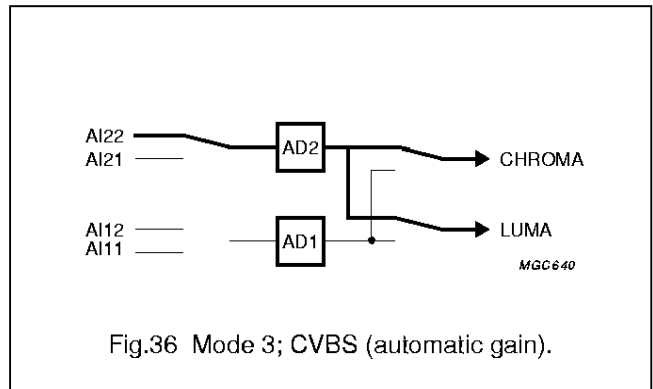 AI22
AI21
AD2
CHROMA
AI12
AI11
AD1
LUMA
MGC640
Fig.36 Mode 3; CVBS (automatic gain).